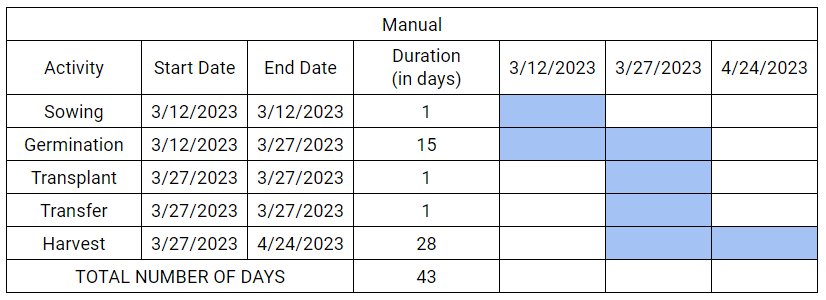 Manual
Activity Start Date End Date Duration (in days) 3/12/2023 3/27/2023 4/24/2023
Sowing 3/12/2023 3/12/2023 1
Germination 3/12/2023 3/27/2023 15
Transplant 3/27/2023 3/27/2023 1
Transfer 3/27/2023 3/27/2023 1
Harvest 3/27/2023 4/24/2023 28
TOTAL NUMBER OF DAYS 43